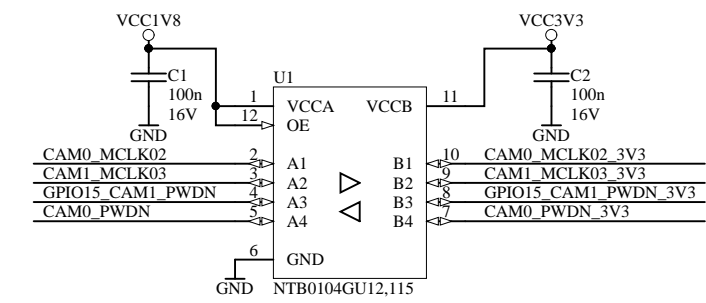 VCC1V8 VCC3V3
C1
100n
16V
GND
C2
100n
16V
GND
U1
1 VCCA VCCB 11
12 OE
CAM0_MCLK02 2 A1 B1 10 CAM0_MCLK02_3V3
CAM1_MCLK03 3 A2 B2 9 CAM1_MCLK03_3V3
GPIO15_CAM1_PWDN 4 A3 B3 8 GPIO15_CAM1_PWDN_3V3
CAM0_PWDN 5 A4 B4 7 CAM0_PWDN_3V3
6 GND
GND NTB0104GU12,115